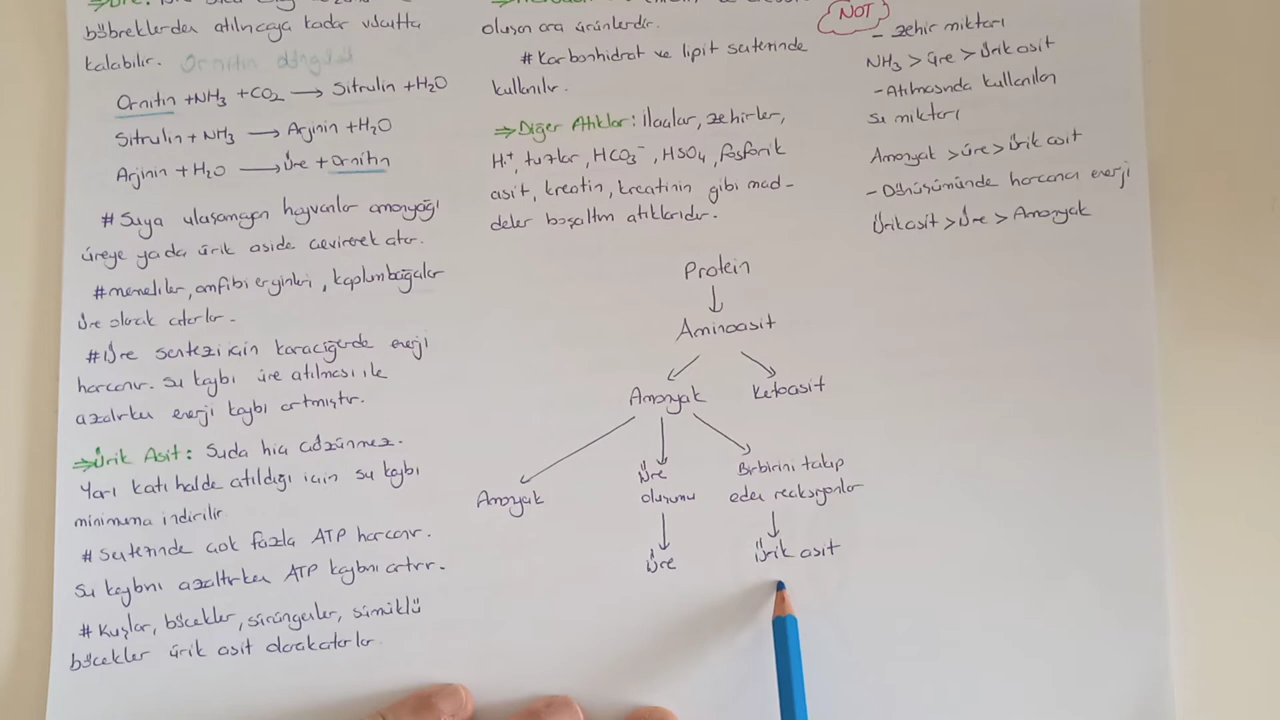 böbreklerden atılıncaya kadar vücutta
kalabilir. Ornitin döngüsü
Ornitin +NH₃ +CO₂ → Sitrulin +H₂O
Sitrulin + NH₃ → Arjinin +H₂O
Arjinin + H₂O → Üre + Ornitin
# Suya ulaşamayan hayvanlar amonyağı
üreye yada ürik aside çevirerek atar.
#memeliler, amfibi erginleri, kaplumbağalar
üre olarak atarlar.
#Üre sentezi için karaciğerde enerji
harcanır. Su kaybı üre atılması ile
azalırken enerji kaybı artmıştır.
⇒Ürik Asit: Suda hiç çözünmez.
Yarı katı halde atıldığı için su kaybı
minimuma indirilir
# Sentezinde çok fazla ATP harcanır.
Su kaybını azaltırken ATP kaybını artırır.
# Kuşlar, böcekler, sürüngenler,
böcekler ürik asit olarak atarlar.
oluşan ara ürünlerdir.
#Karbonhidrat ve lipit sentezinde
kullanılır.
⇒Diğer Atıklar: İlaçlar, zehirler,
H⁺, tuzlar, HCO₃⁻, HSO₄, fosforik
asit, kreatin, kreatinin gibi mad-
deler boşaltım atıklarıdır.
NOT
- zehir miktarı
NH₃ > Üre > Ürik asit
- Atılmasında kullanılan
su miktarı
Amonyak > üre > Ürik asit
- Dönüşümünde harcanan enerji
Ürik asit > Üre > Amonyak
Protein
↓
Aminoasit
Amonyak Ketoasit
Amonyak
Üre
oluşumu
↓
Üre
Birbirini takip
eden reaksiyonlar
↓
Ürik asit